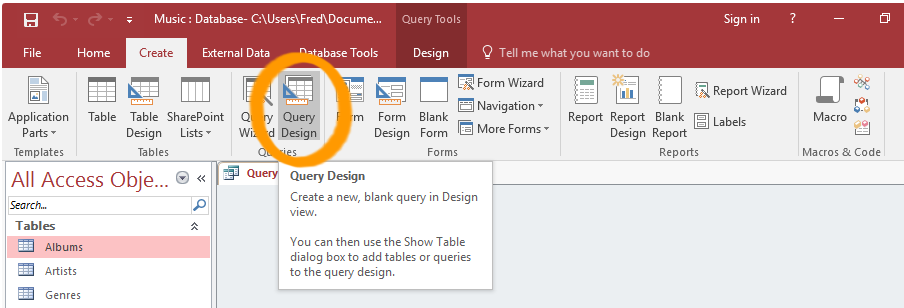 Music : Database- C:\Users\Fred\Docume...
Query Tools
Sign in
?
File
Home
Create
External Data
Database Tools
Design
Tell me what you want to do
Application
Parts
Table
Table
Design
SharePoint
Lists
Query
Wizard
Query
Design
Form
Form
Design
Blank
Form
Form Wizard
Navigation
More Forms
Report
Report
Design
Blank
Report
Report Wizard
Labels
Macro
Templates
Tables
Queries
Forms
Reports
Macros & Code
All Access Obje...
Search...
Tables
Albums
Artists
Genres
Query
Query Design
Create a new, blank query in Design
view.
You can then use the Show Table
dialog box to add tables or queries
to the query design.